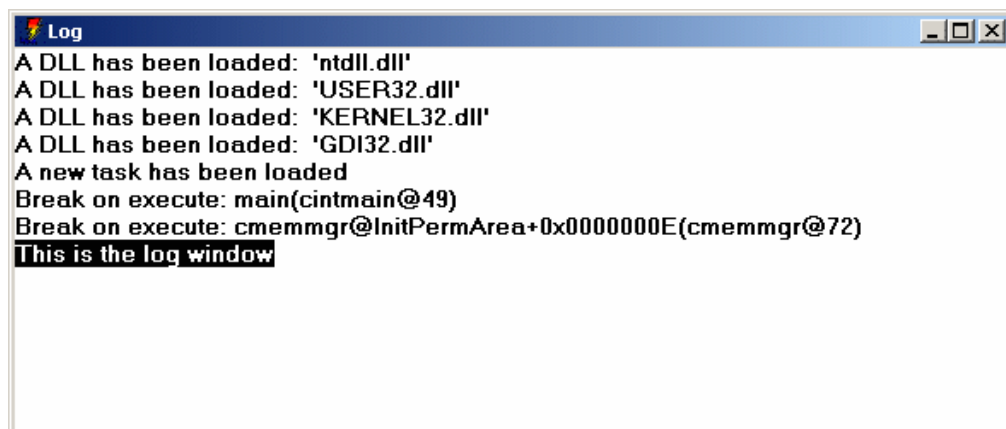 Log
A DLL has been loaded:  'ntdll.dll'
A DLL has been loaded:  'USER32.dll'
A DLL has been loaded:  'KERNEL32.dll'
A DLL has been loaded:  'GDI32.dll'
A new task has been loaded
Break on execute: main(cintmain@49)
Break on execute: cmemmgr@InitPermArea+0x0000000E(cmemmgr@72)
This is the log window